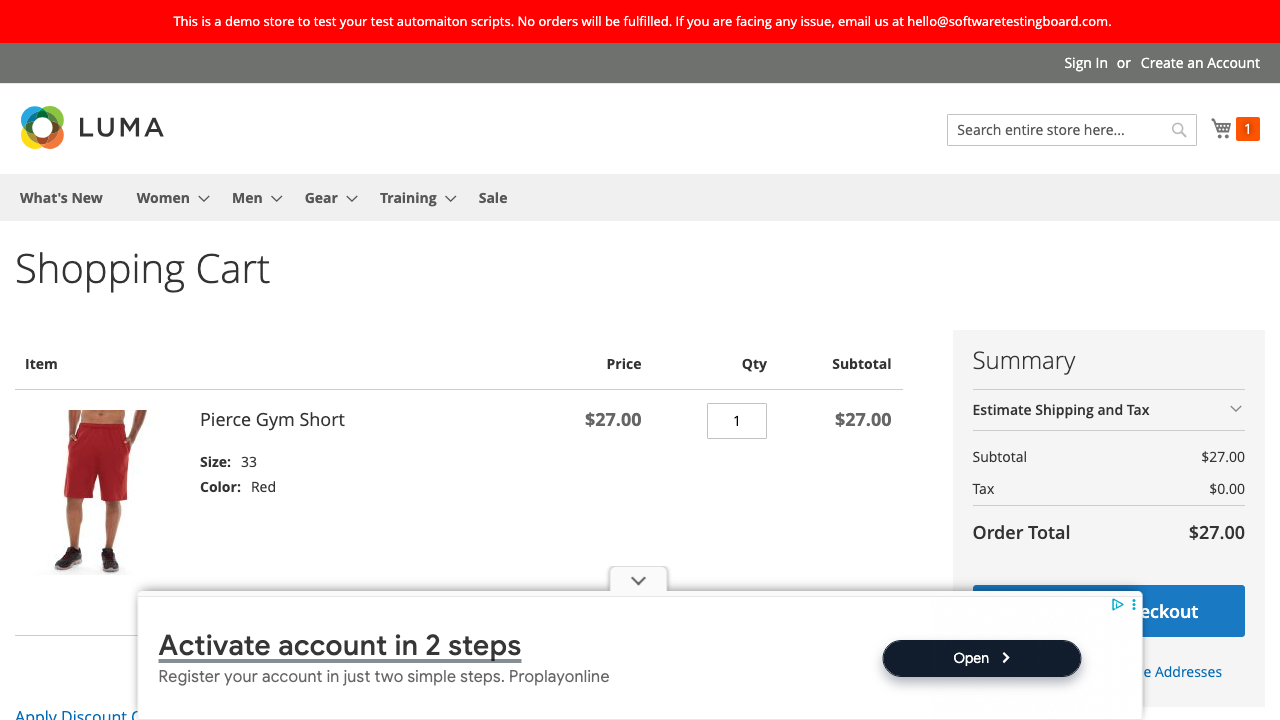 This is a demo store to test your test automaiton scripts. No orders will be fulfilled. If you are facing any issue, email us at hello@softwaretestingboard.com.
Sign In or Create an Account
LUMA
Search entire store here...
1
What's New Women Men Gear Training Sale
Shopping Cart
Item Price Qty Subtotal
Pierce Gym Short $27.00 1 $27.00
Size: 33
Color: Red
Summary
Estimate Shipping and Tax
Subtotal $27.00
Tax $0.00
Order Total $27.00
eckout
e Addresses
Activate account in 2 steps
Register your account in just two simple steps. Proplayonline
Open
Apply Discount